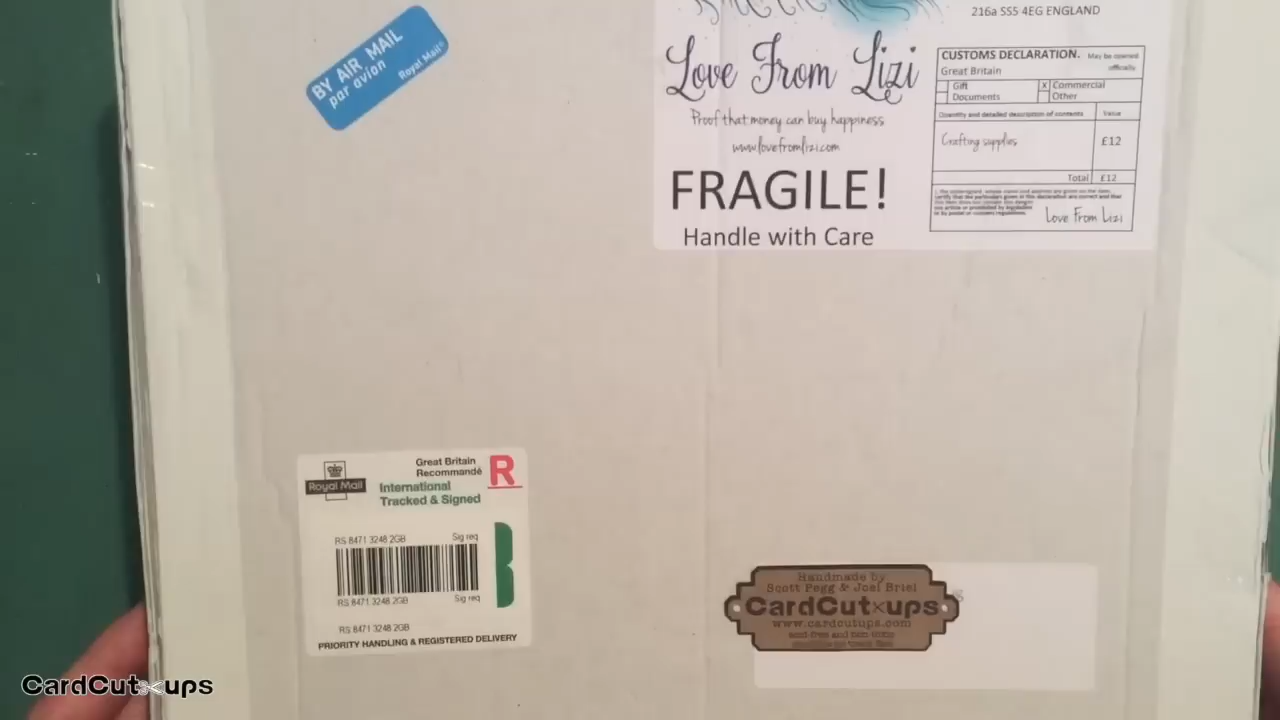 BY AIR MAIL
par avion
Royal Mail®
216a SS5 4EG ENGLAND
Love From Lizi
Proof that money can buy happiness
www.lovefromlizi.com
FRAGILE!
Handle with Care
CUSTOMS DECLARATION. May be opened officially
Great Britain
Gift
X Commercial
Documents
Other
Quantity and detailed description of contents
Value
Crafting supplies
£12
Total £12
Love From Lizi
Royal Mail
Great Britain
Recommandé
R
International
Tracked & Signed
RS 8471 3248 2GB Sig req
RS 8471 3248 2GB Sig req
RS 8471 3248 2GB
PRIORITY HANDLING & REGISTERED DELIVERY
Handmade by
Scott Pegg & Joel Briel
CardCut-ups
www.cardcutups.com
CardCut-ups